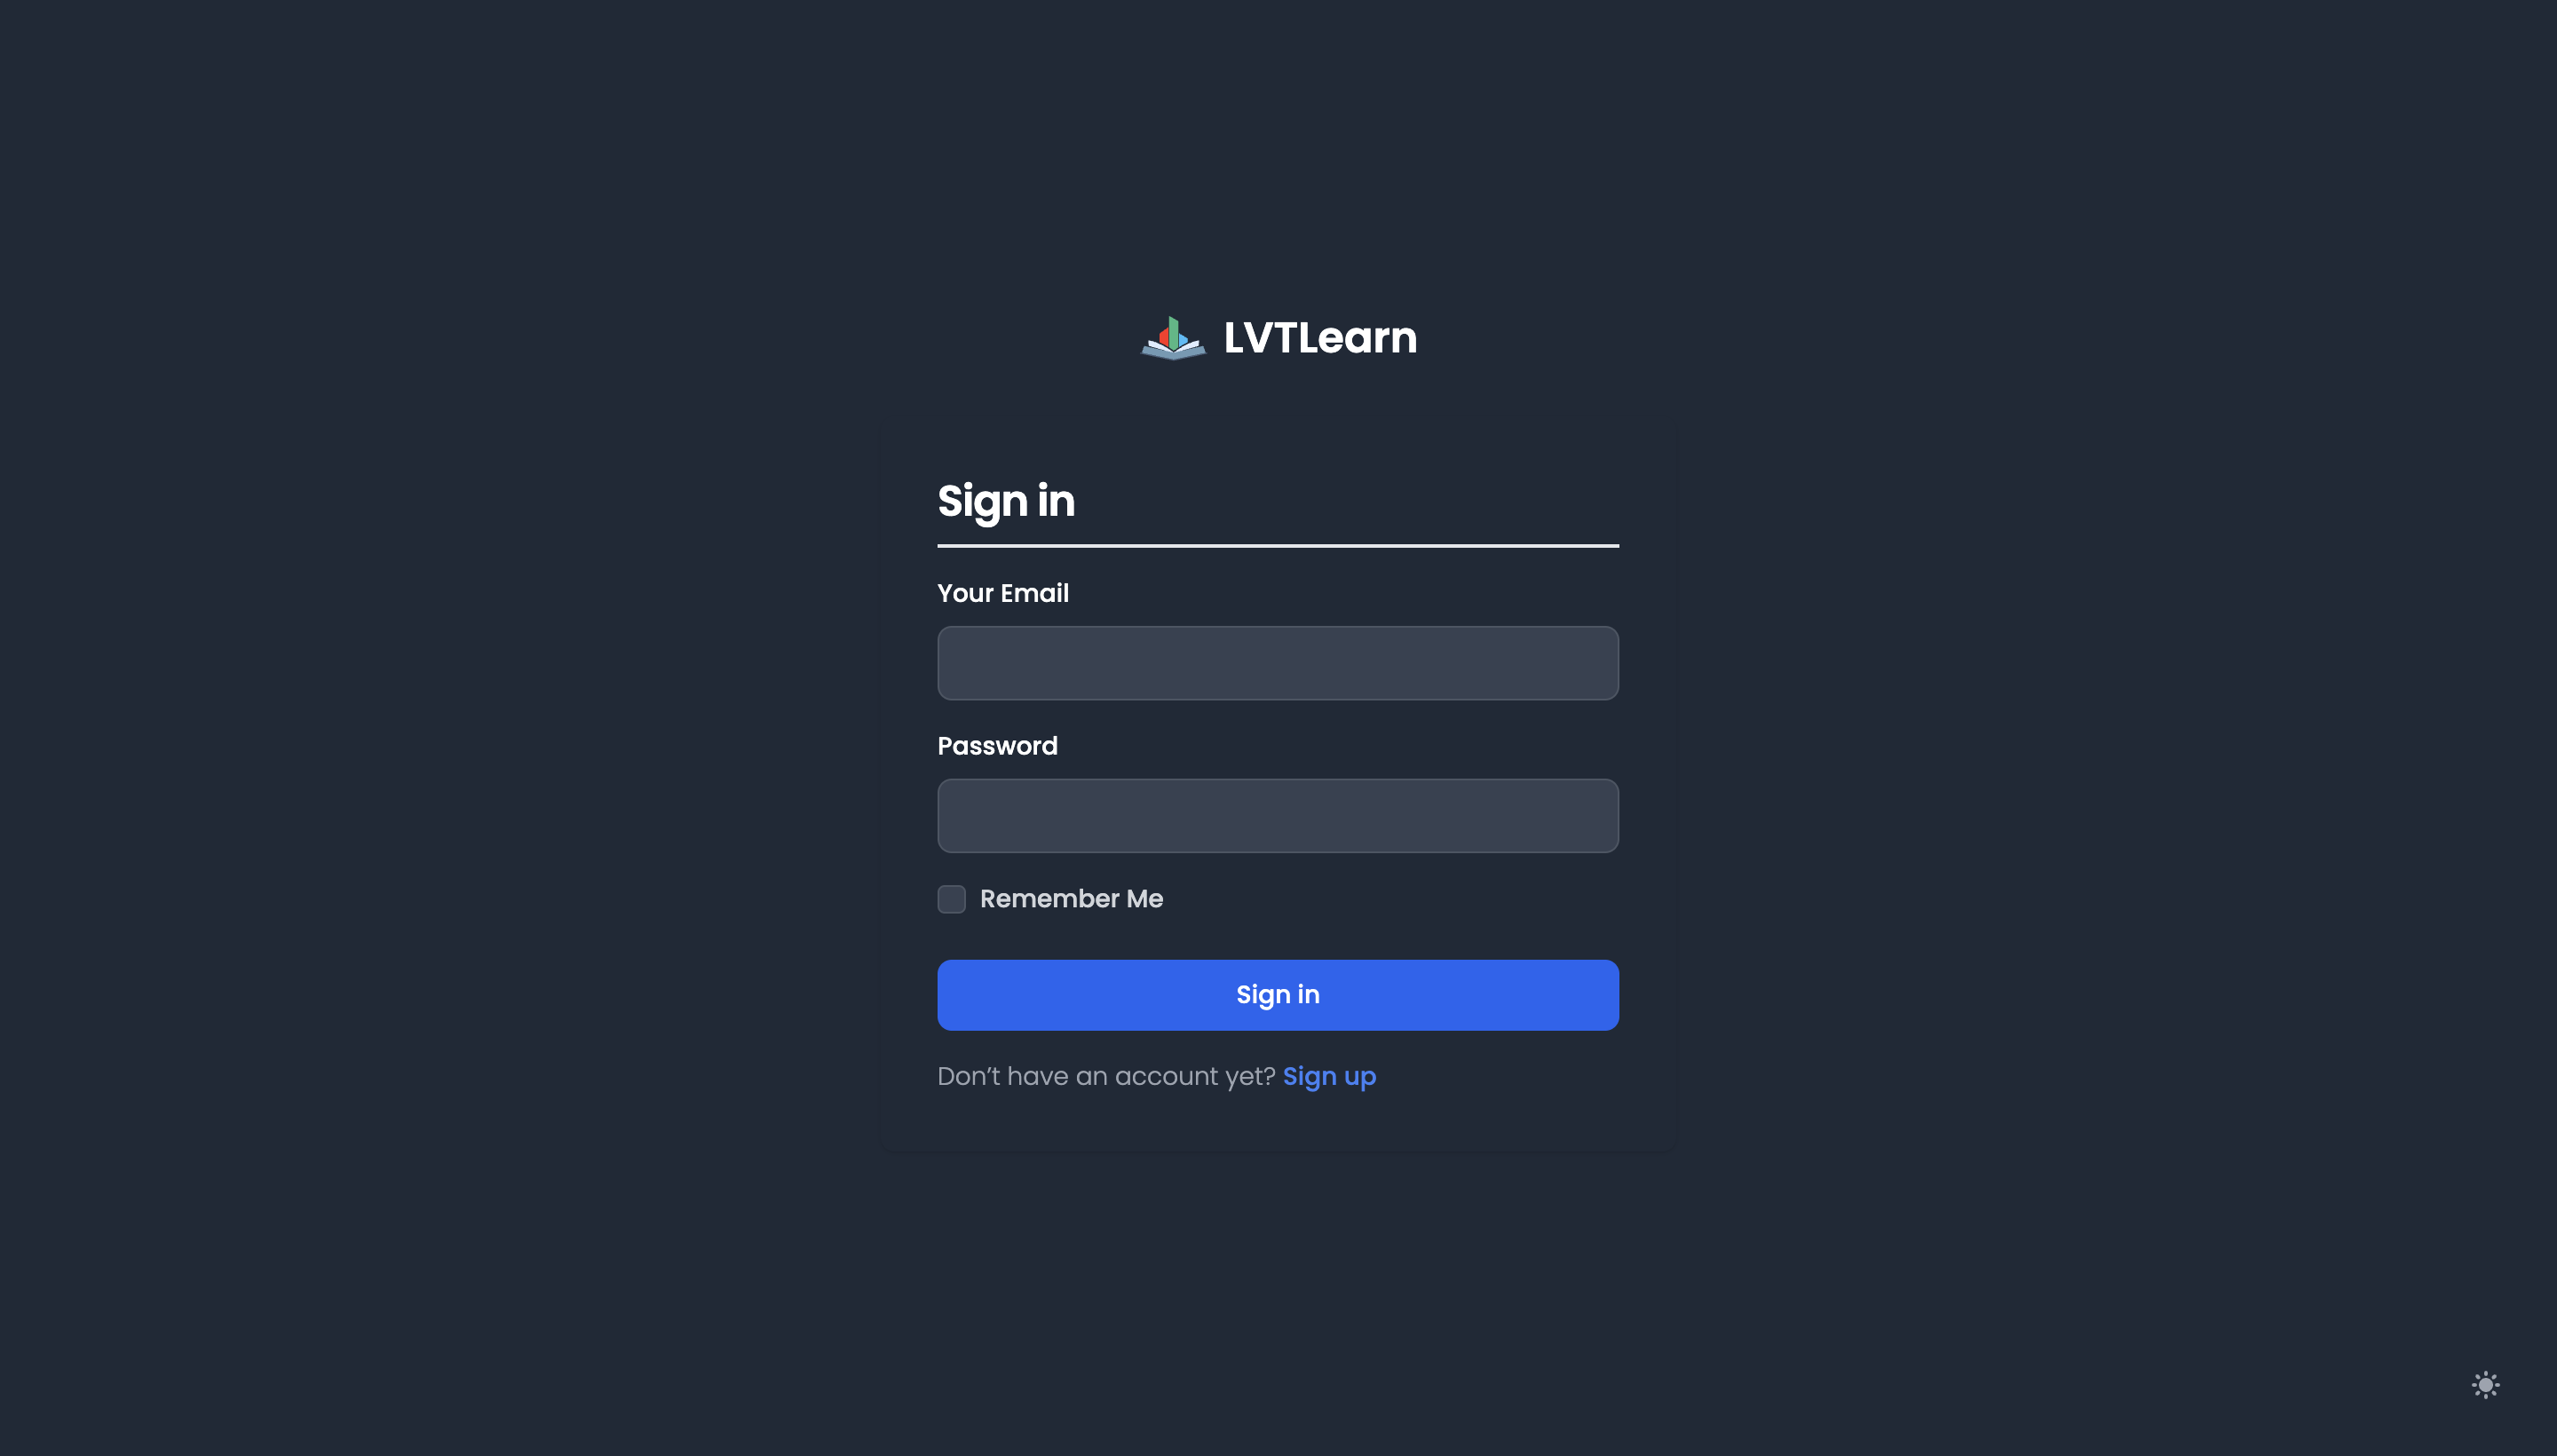 LVTLearn
Sign in
Your Email
Password
Remember Me
Sign in
Don’t have an account yet? Sign up